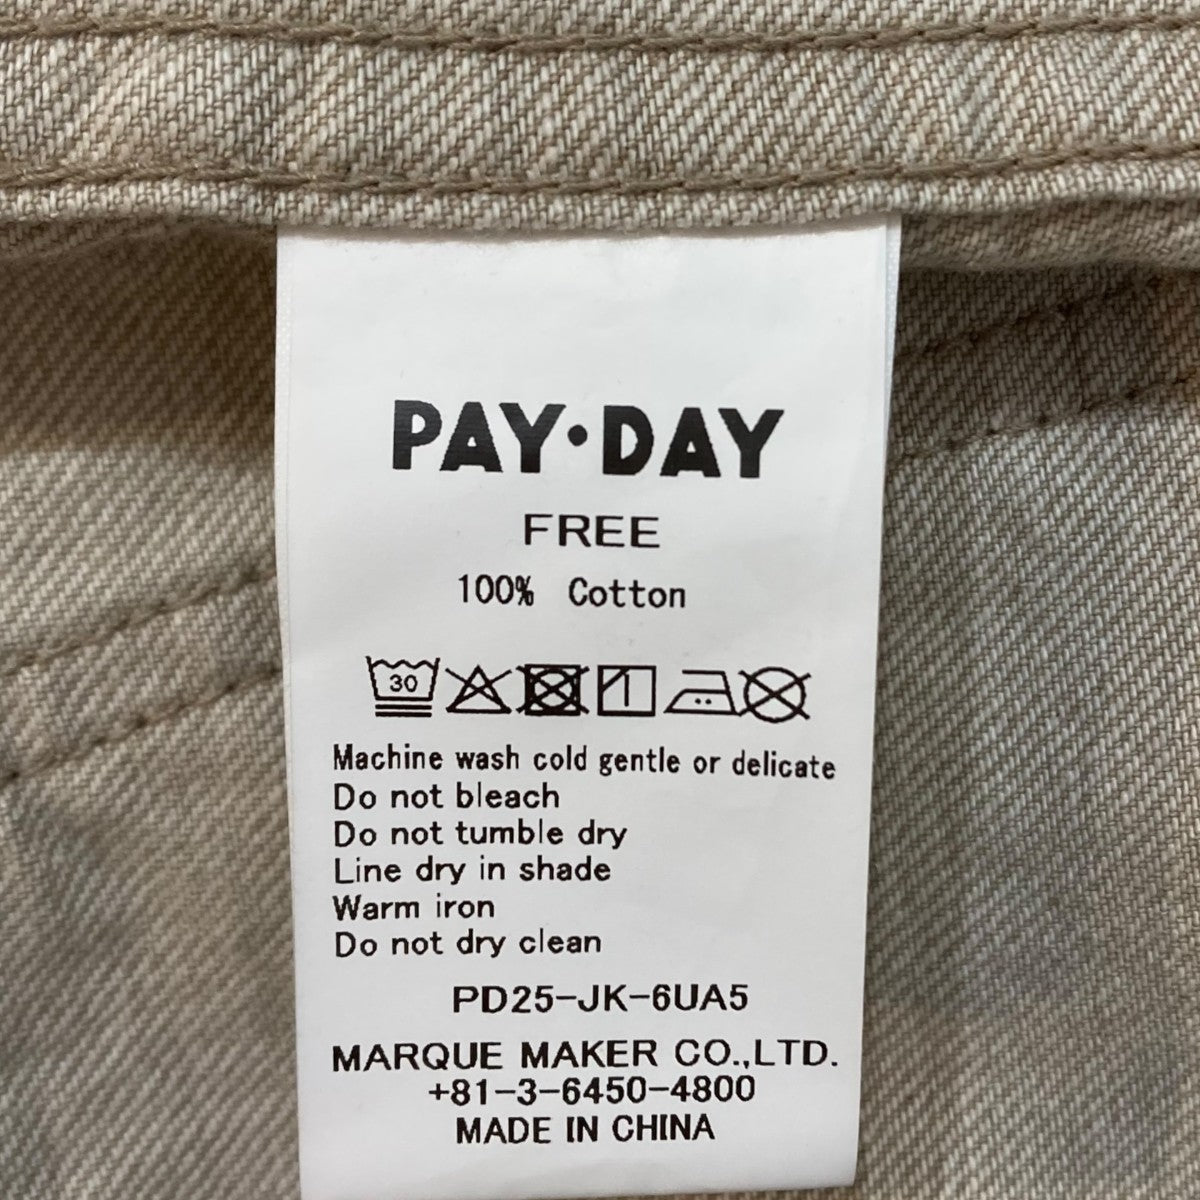 PAY·DAY
FREE
100% Cotton
30
Machine wash cold gentle or delicate
Do not bleach
Do not tumble dry
Line dry in shade
Warm iron
Do not dry clean
PD25-JK-6UA5
MARQUE MAKER CO.,LTD.
+81-3-6450-4800
MADE IN CHINA